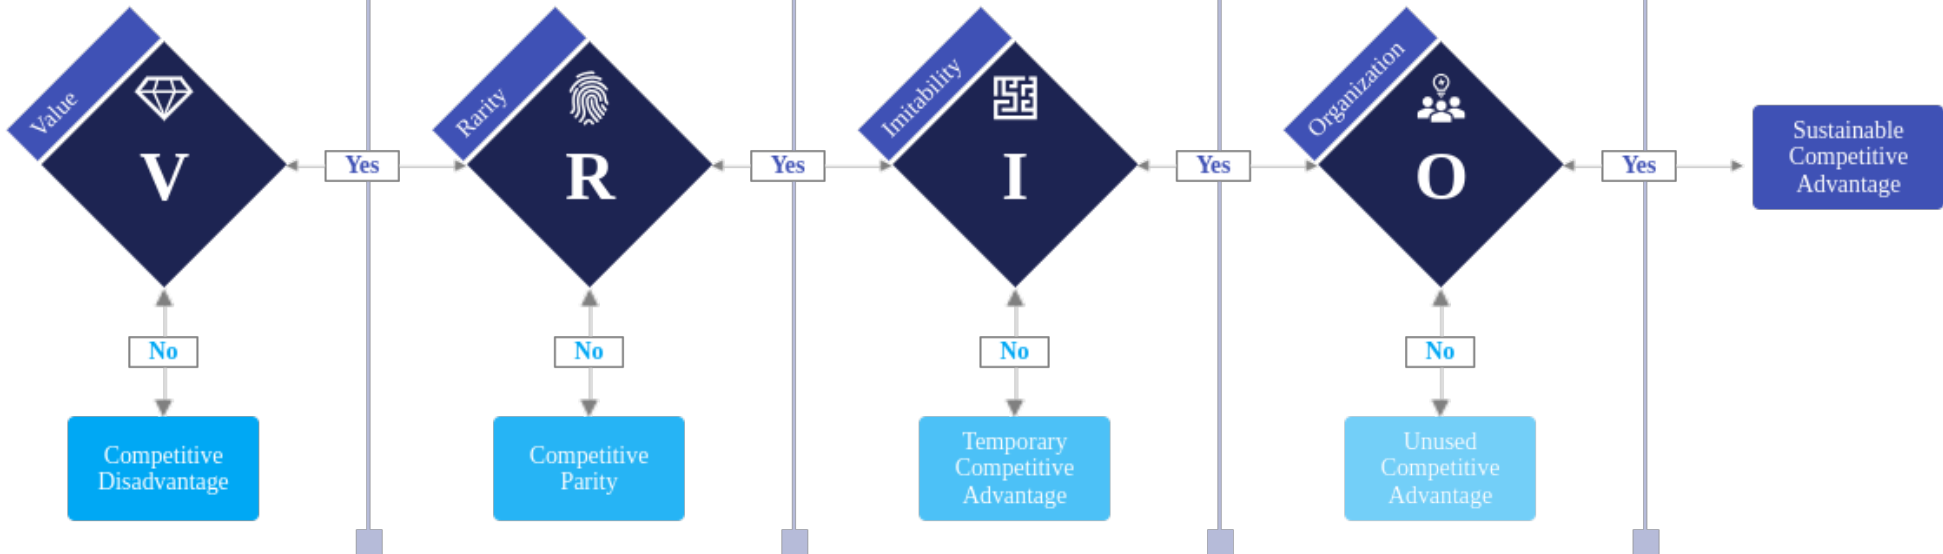 Value
V
Yes
Rarity
R
Yes
Imitability
I
Yes
Organization
O
Yes
Sustainable
Competitive
Advantage
No
No
No
No
Competitive
Disadvantage
Competitive
Parity
Temporary
Competitive
Advantage
Unused
Competitive
Advantage